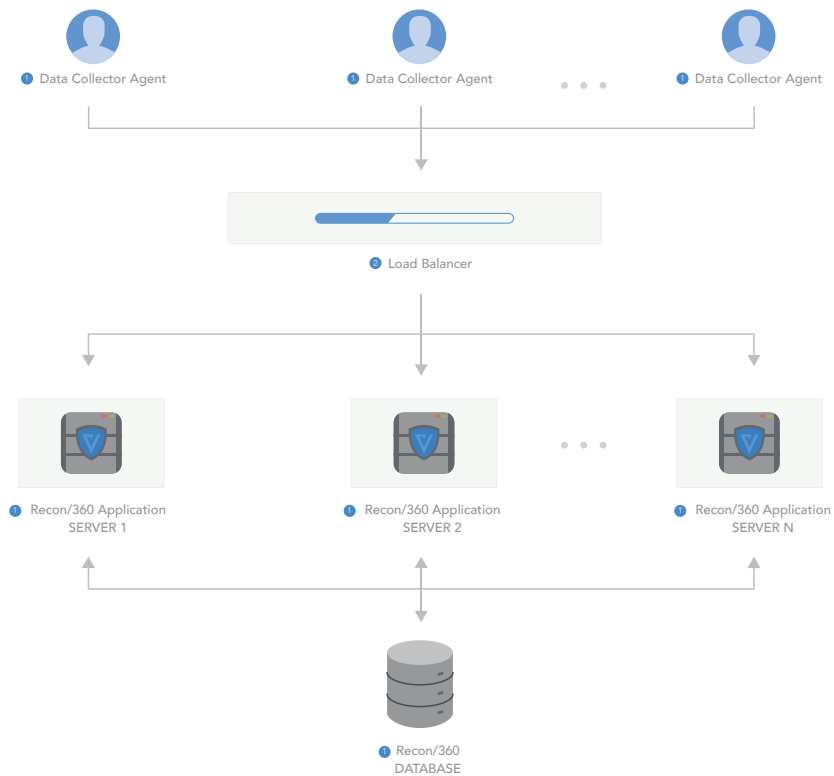 1 Data Collector Agent
1 Data Collector Agent
1 Data Collector Agent
2 Load Balancer
1 Recon/360 Application
SERVER 1
1 Recon/360 Application
SERVER 2
1 Recon/360 Application
SERVER N
1 Recon/360
DATABASE